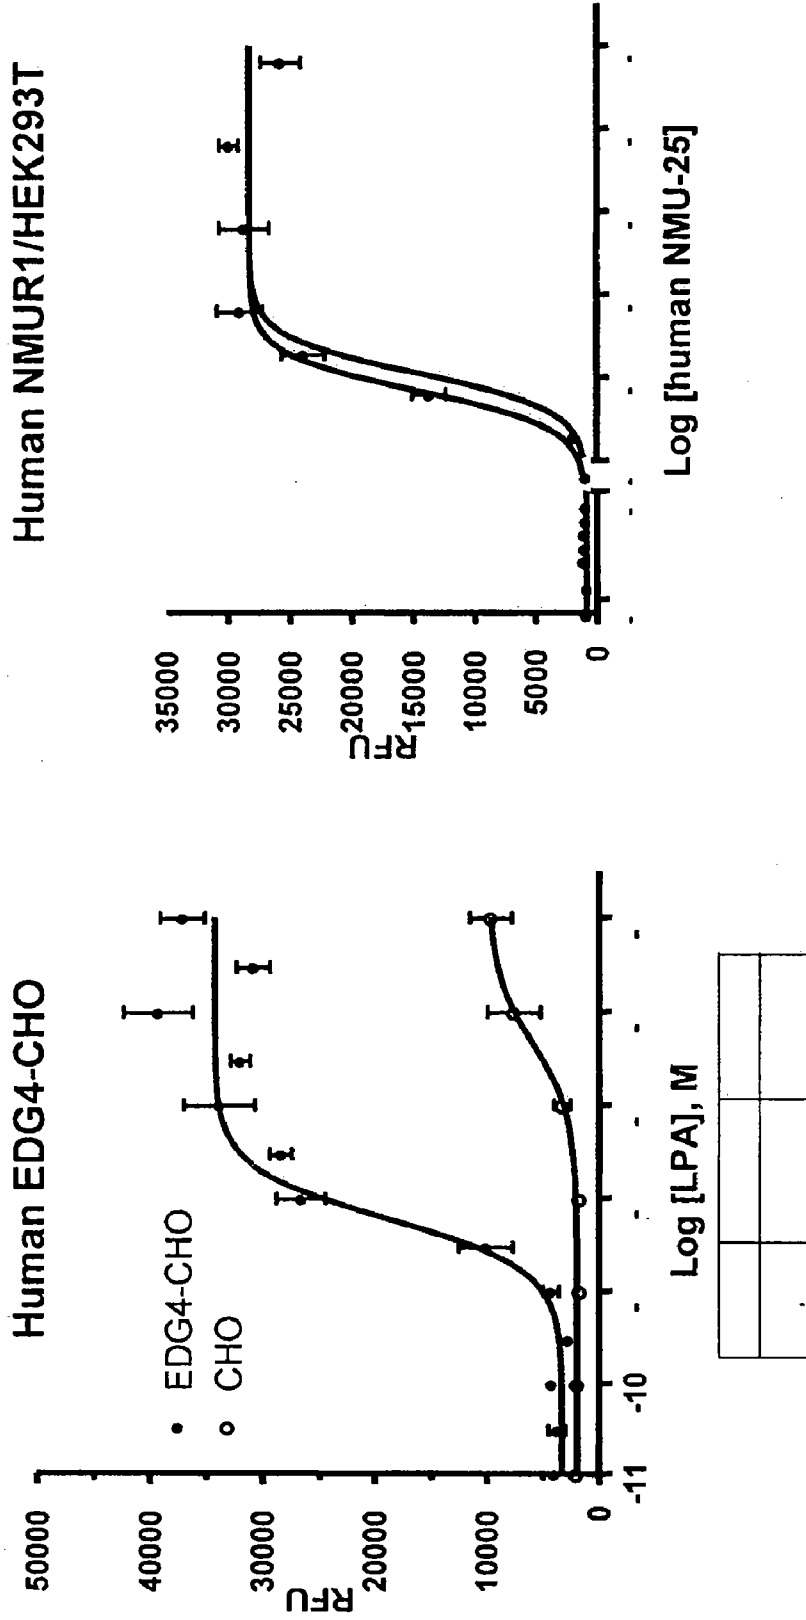 Human EDG4-CHO
50000
40000
30000
20000
10000
0
RFU
EDG4-CHO
CHO
-11
-10
-
-
-
-
-
Log [LPA], M
Human NMUR1/HEK293T
35000
30000
25000
20000
15000
10000
5000
0
RFU
Log [human NMU-25]